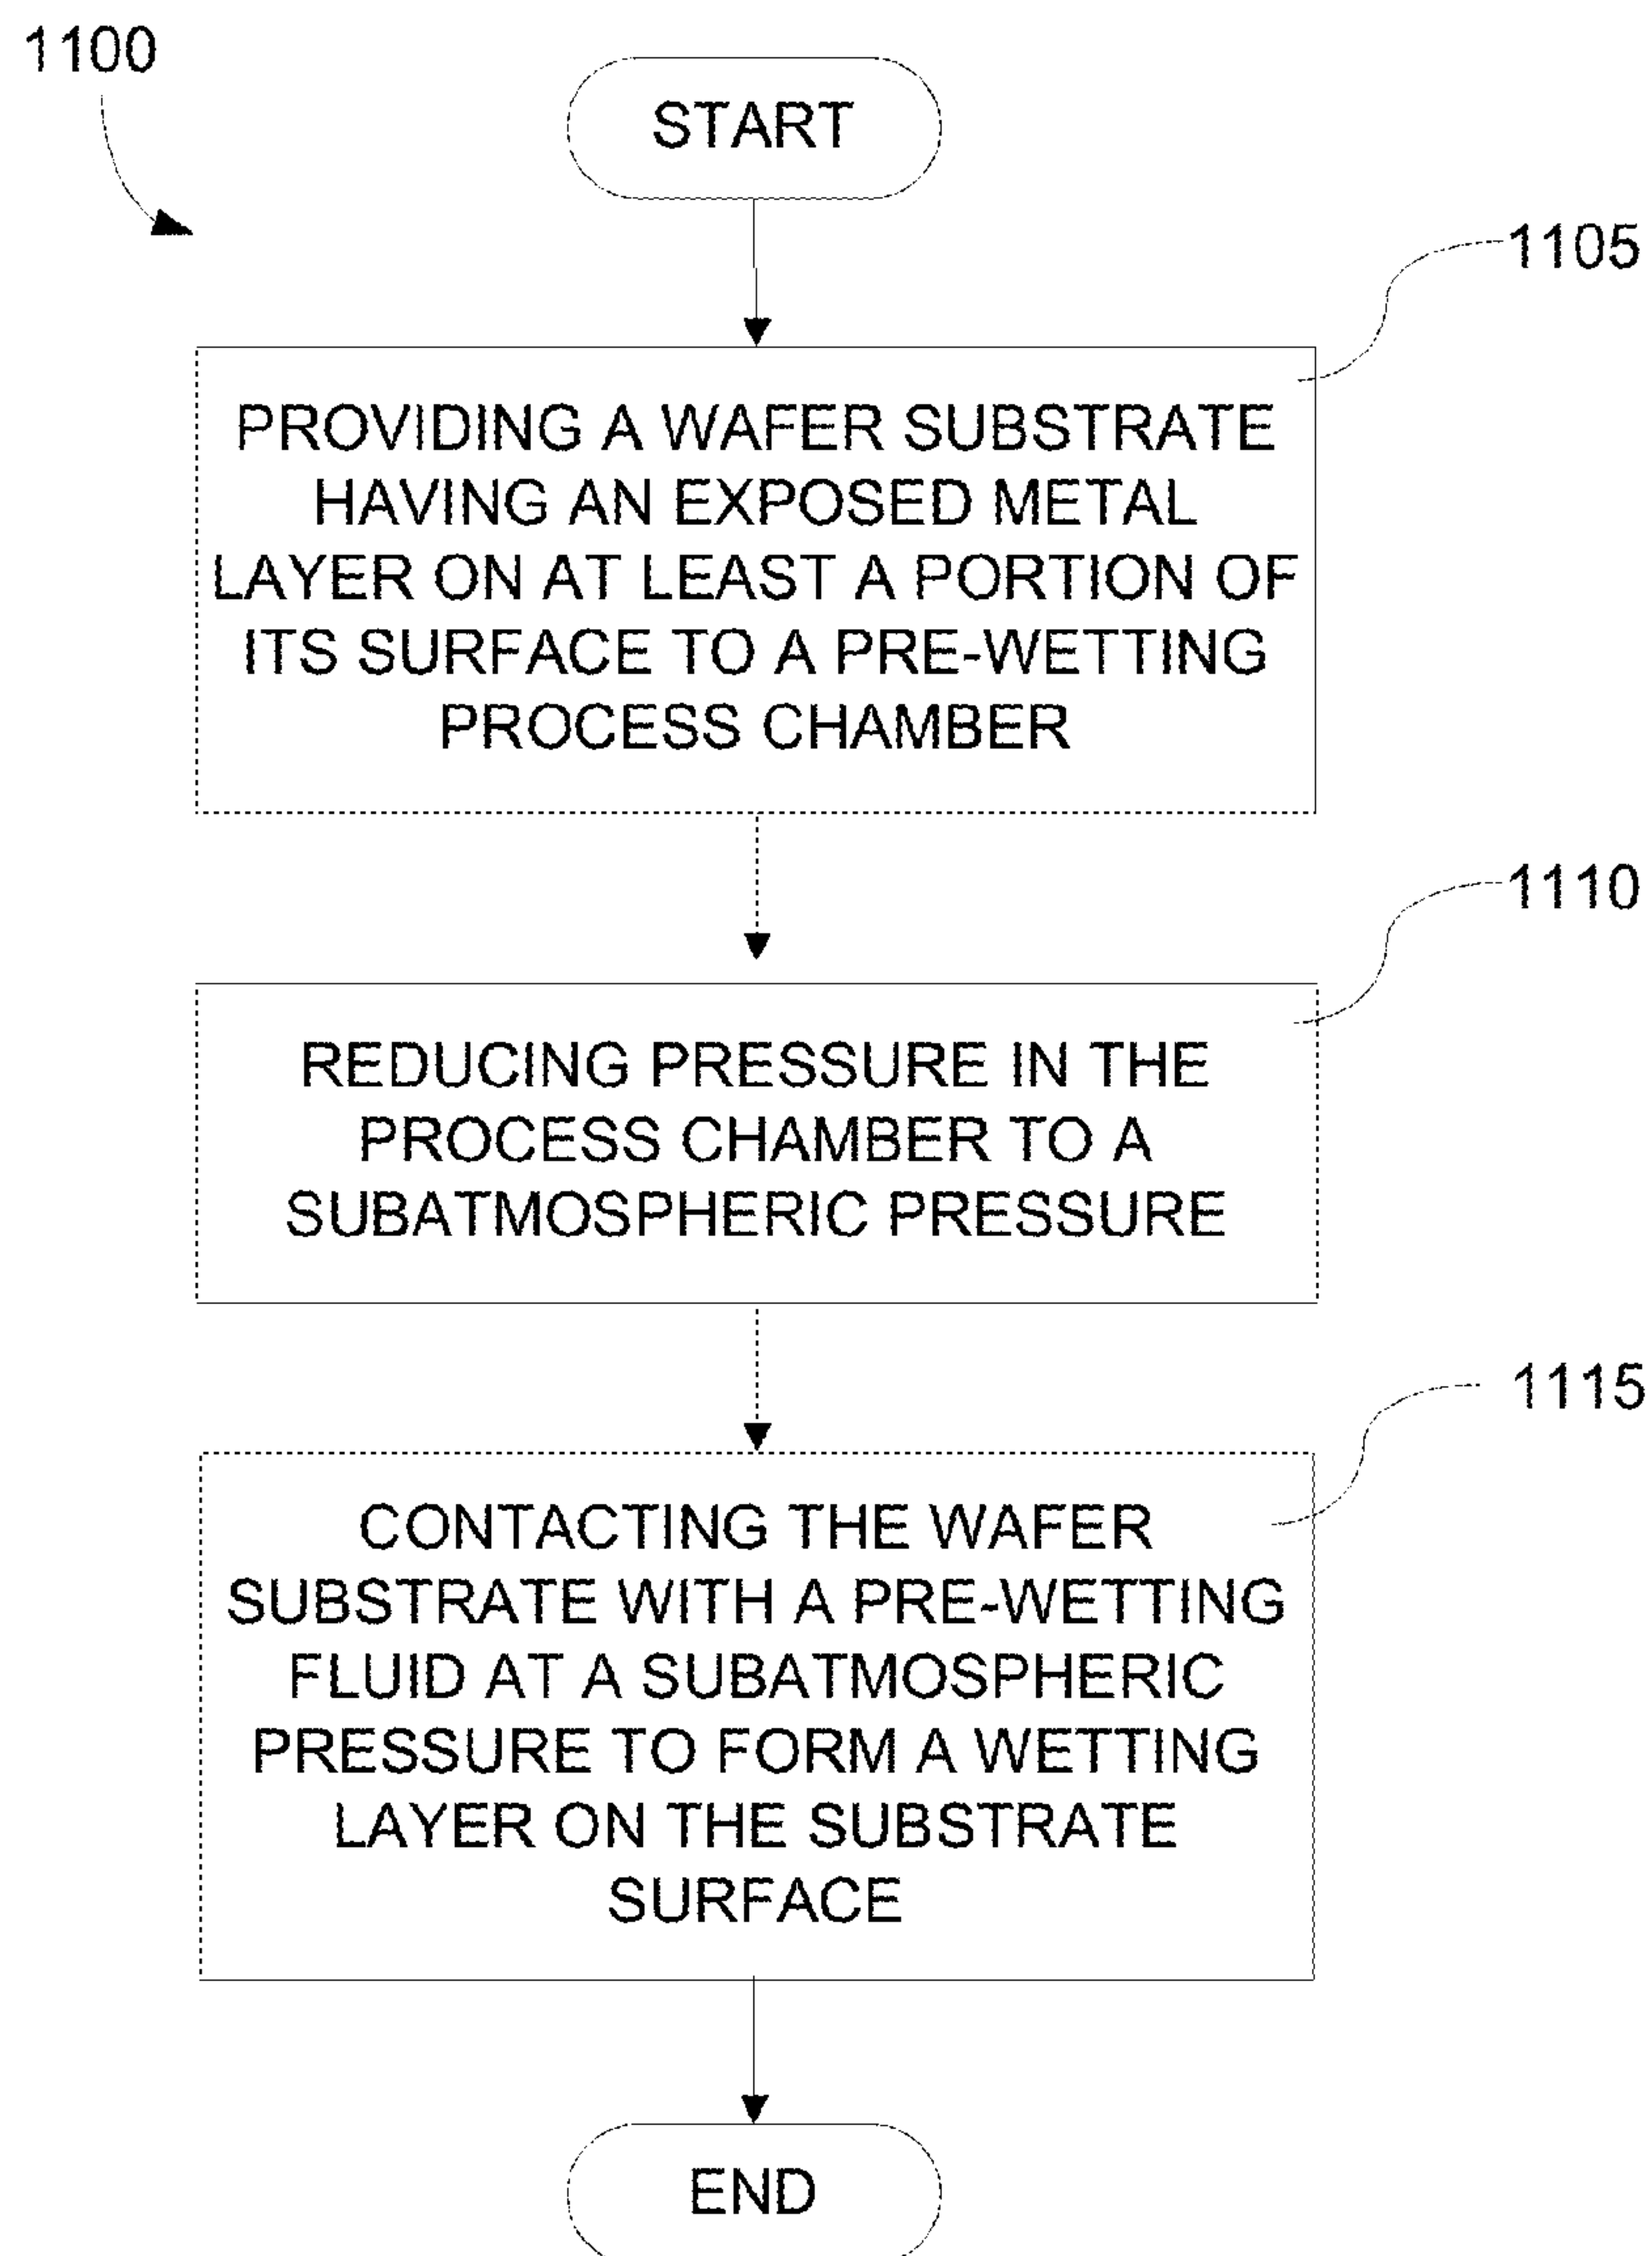 1100
START
1105
PROVIDING A WAFER SUBSTRATE
HAVING AN EXPOSED METAL
LAYER ON AT LEAST A PORTION OF
ITS SURFACE TO A PRE-WETTING
PROCESS CHAMBER
1110
REDUCING PRESSURE IN THE
PROCESS CHAMBER TO A
SUBATMOSPHERIC PRESSURE
1115
CONTACTING THE WAFER
SUBSTRATE WITH A PRE-WETTING
FLUID AT A SUBATMOSPHERIC
PRESSURE TO FORM A WETTING
LAYER ON THE SUBSTRATE
SURFACE
END